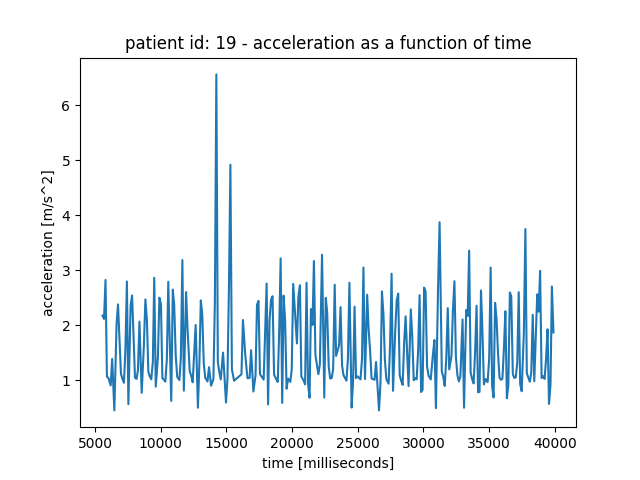 patient id: 19 - acceleration as a function of time
acceleration [m/s^2]
6
5
4
3
2
1
5000 10000 15000 20000 25000 30000 35000 40000
time [milliseconds]